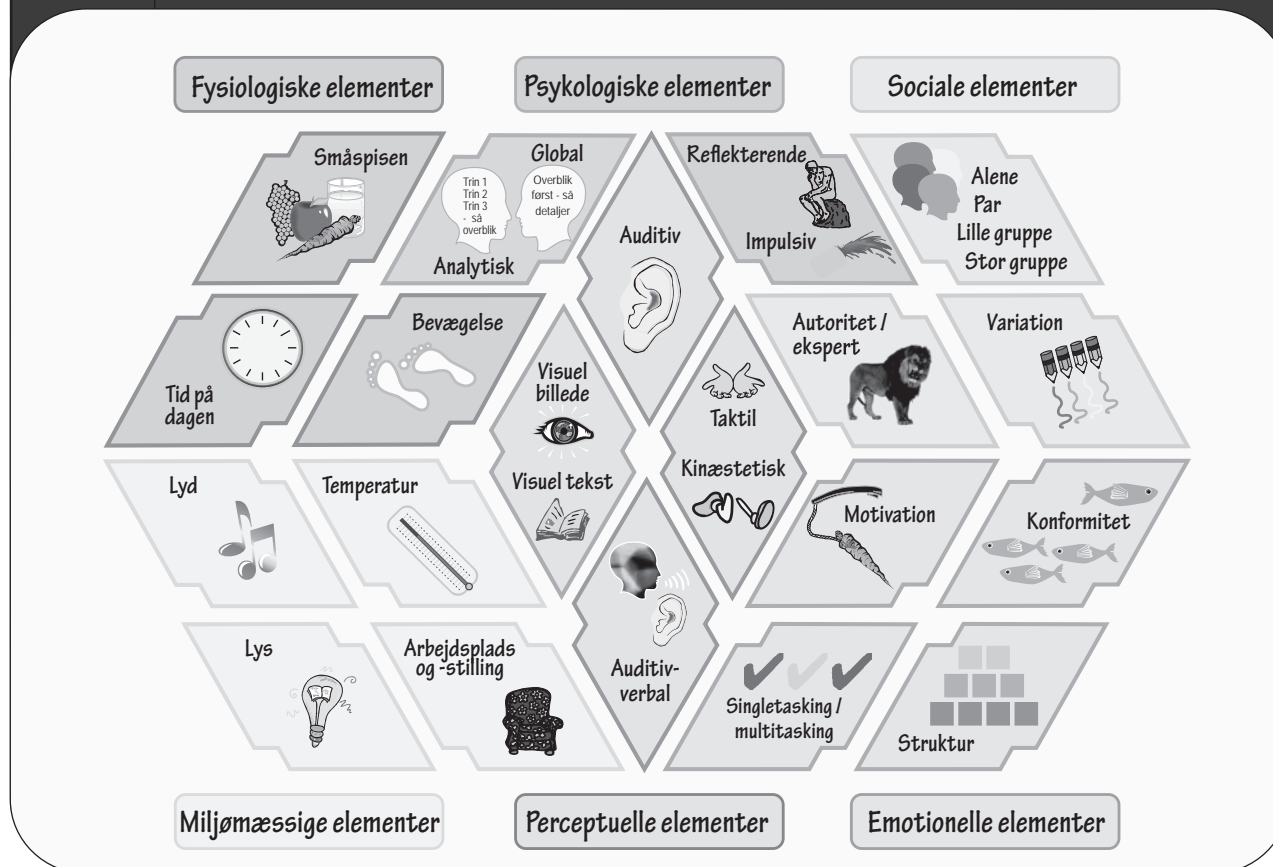 Fysiologiske elementer
Psykologiske elementer
Sociale elementer
Småspisen
Global
Trin 1
Trin 2
Trin 3
- så
overblik
Overblik
først - så
detaljer
Analytisk
Auditiv
Reflekterende
Impulsiv
Alene
Par
Lille gruppe
Stor gruppe
Tid på
dagen
Bevægelse
Visuel
billede
Visuel tekst
Taktil
Kinæstetisk
Autoritet /
ekspert
Variation
Lyd
Temperatur
Motivation
Konformitet
Lys
Arbejdsplads
og -stilling
Auditiv-
verbal
Singletasking /
multitasking
Struktur
Miljømæssige elementer
Perceptuelle elementer
Emotionelle elementer